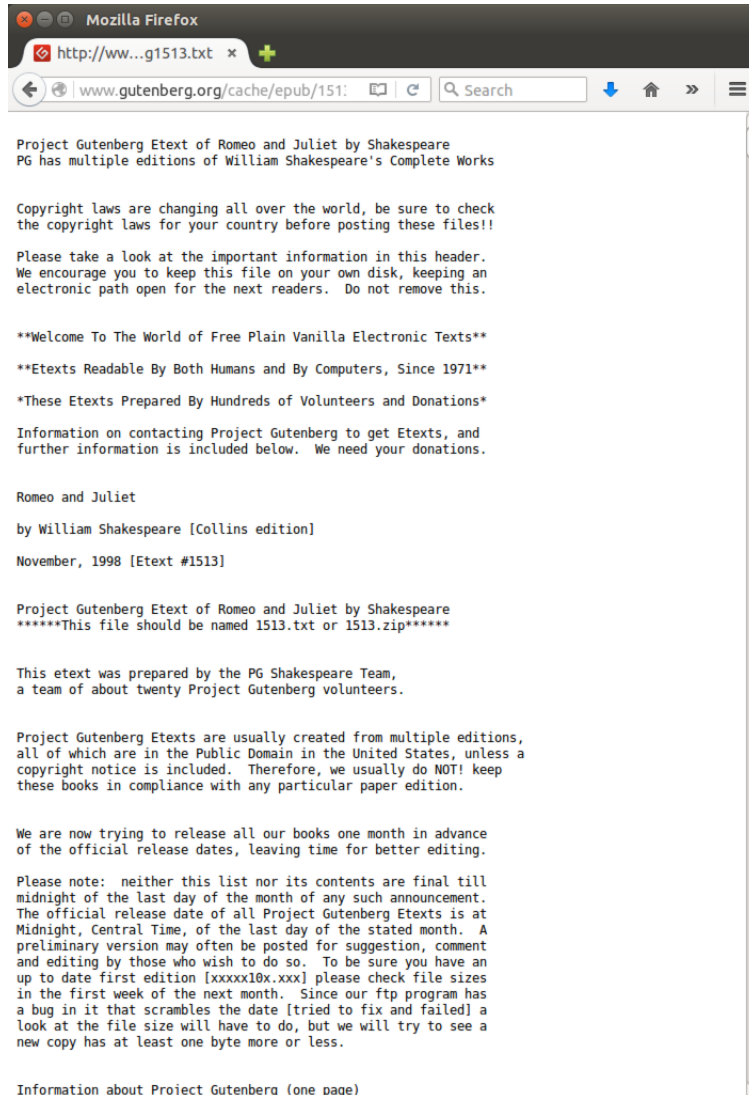 Mozilla Firefox
http://ww...g1513.txt
www.gutenberg.org/cache/epub/151: Search
Project Gutenberg Etext of Romeo and Juliet by Shakespeare
PG has multiple editions of William Shakespeare's Complete Works
Copyright laws are changing all over the world, be sure to check
the copyright laws for your country before posting these files!!
Please take a look at the important information in this header.
We encourage you to keep this file on your own disk, keeping an
electronic path open for the next readers.  Do not remove this.
**Welcome To The World of Free Plain Vanilla Electronic Texts**
**Etexts Readable By Both Humans and By Computers, Since 1971**
*These Etexts Prepared By Hundreds of Volunteers and Donations*
Information on contacting Project Gutenberg to get Etexts, and
further information is included below.  We need your donations.
Romeo and Juliet
by William Shakespeare [Collins edition]
November, 1998 [Etext #1513]
Project Gutenberg Etext of Romeo and Juliet by Shakespeare
******This file should be named 1513.txt or 1513.zip******
This etext was prepared by the PG Shakespeare Team,
a team of about twenty Project Gutenberg volunteers.
Project Gutenberg Etexts are usually created from multiple editions,
all of which are in the Public Domain in the United States, unless a
copyright notice is included.  Therefore, we usually do NOT! keep
these books in compliance with any particular paper edition.
We are now trying to release all our books one month in advance
of the official release dates, leaving time for better editing.
Please note:  neither this list nor its contents are final till
midnight of the last day of the month of any such announcement.
The official release date of all Project Gutenberg Etexts is at
Midnight, Central Time, of the last day of the stated month.  A
preliminary version may often be posted for suggestion, comment
and editing by those who wish to do so.  To be sure you have an
up to date first edition [xxxxx10x.xxx] please check file sizes
in the first week of the next month.  Since our ftp program has
a bug in it that scrambles the date [tried to fix and failed] a
look at the file size will have to do, but we will try to see a
new copy has at least one byte more or less.
Information about Project Gutenberg (one page)